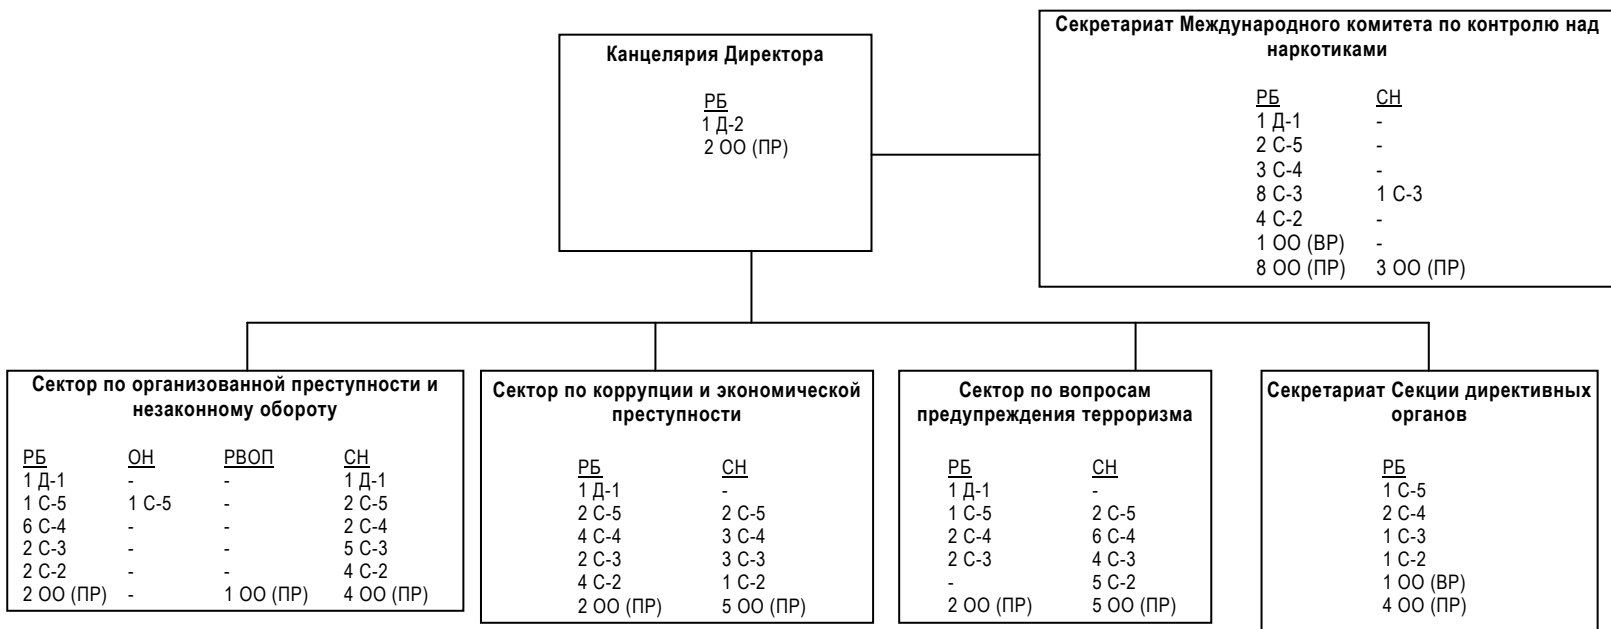 Канцелярия Директора
РБ
1 Д-2
2 ОО (ПР)
Секретариат Международного комитета по контролю над
наркотиками
РБ СН
1 Д-1 -
2 С-5 -
3 С-4 -
8 С-3 1 С-3
4 С-2 -
1 ОО (ВР) -
8 ОО (ПР) 3 ОО (ПР)
Сектор по организованной преступности и
незаконному обороту
РБ ОН РВОП СН
1 Д-1 - - 1 Д-1
1 С-5 1 С-5 - 2 С-5
6 С-4 - - 2 С-4
2 С-3 - - 5 С-3
2 С-2 - - 4 С-2
2 ОО (ПР) - 1 ОО (ПР) 4 ОО (ПР)
Сектор по коррупции и экономической
преступности
РБ СН
1 Д-1 -
2 С-5 2 С-5
4 С-4 3 С-4
2 С-3 3 С-3
4 С-2 1 С-2
2 ОО (ПР) 5 ОО (ПР)
Сектор по вопросам
предупреждения терроризма
РБ СН
1 Д-1 -
1 С-5 2 С-5
2 С-4 6 С-4
2 С-3 4 С-3
- 5 С-2
2 ОО (ПР) 5 ОО (ПР)
Секретариат Секции директивных
органов
РБ
1 С-5
2 С-4
1 С-3
1 С-2
1 ОО (ВР)
4 ОО (ПР)